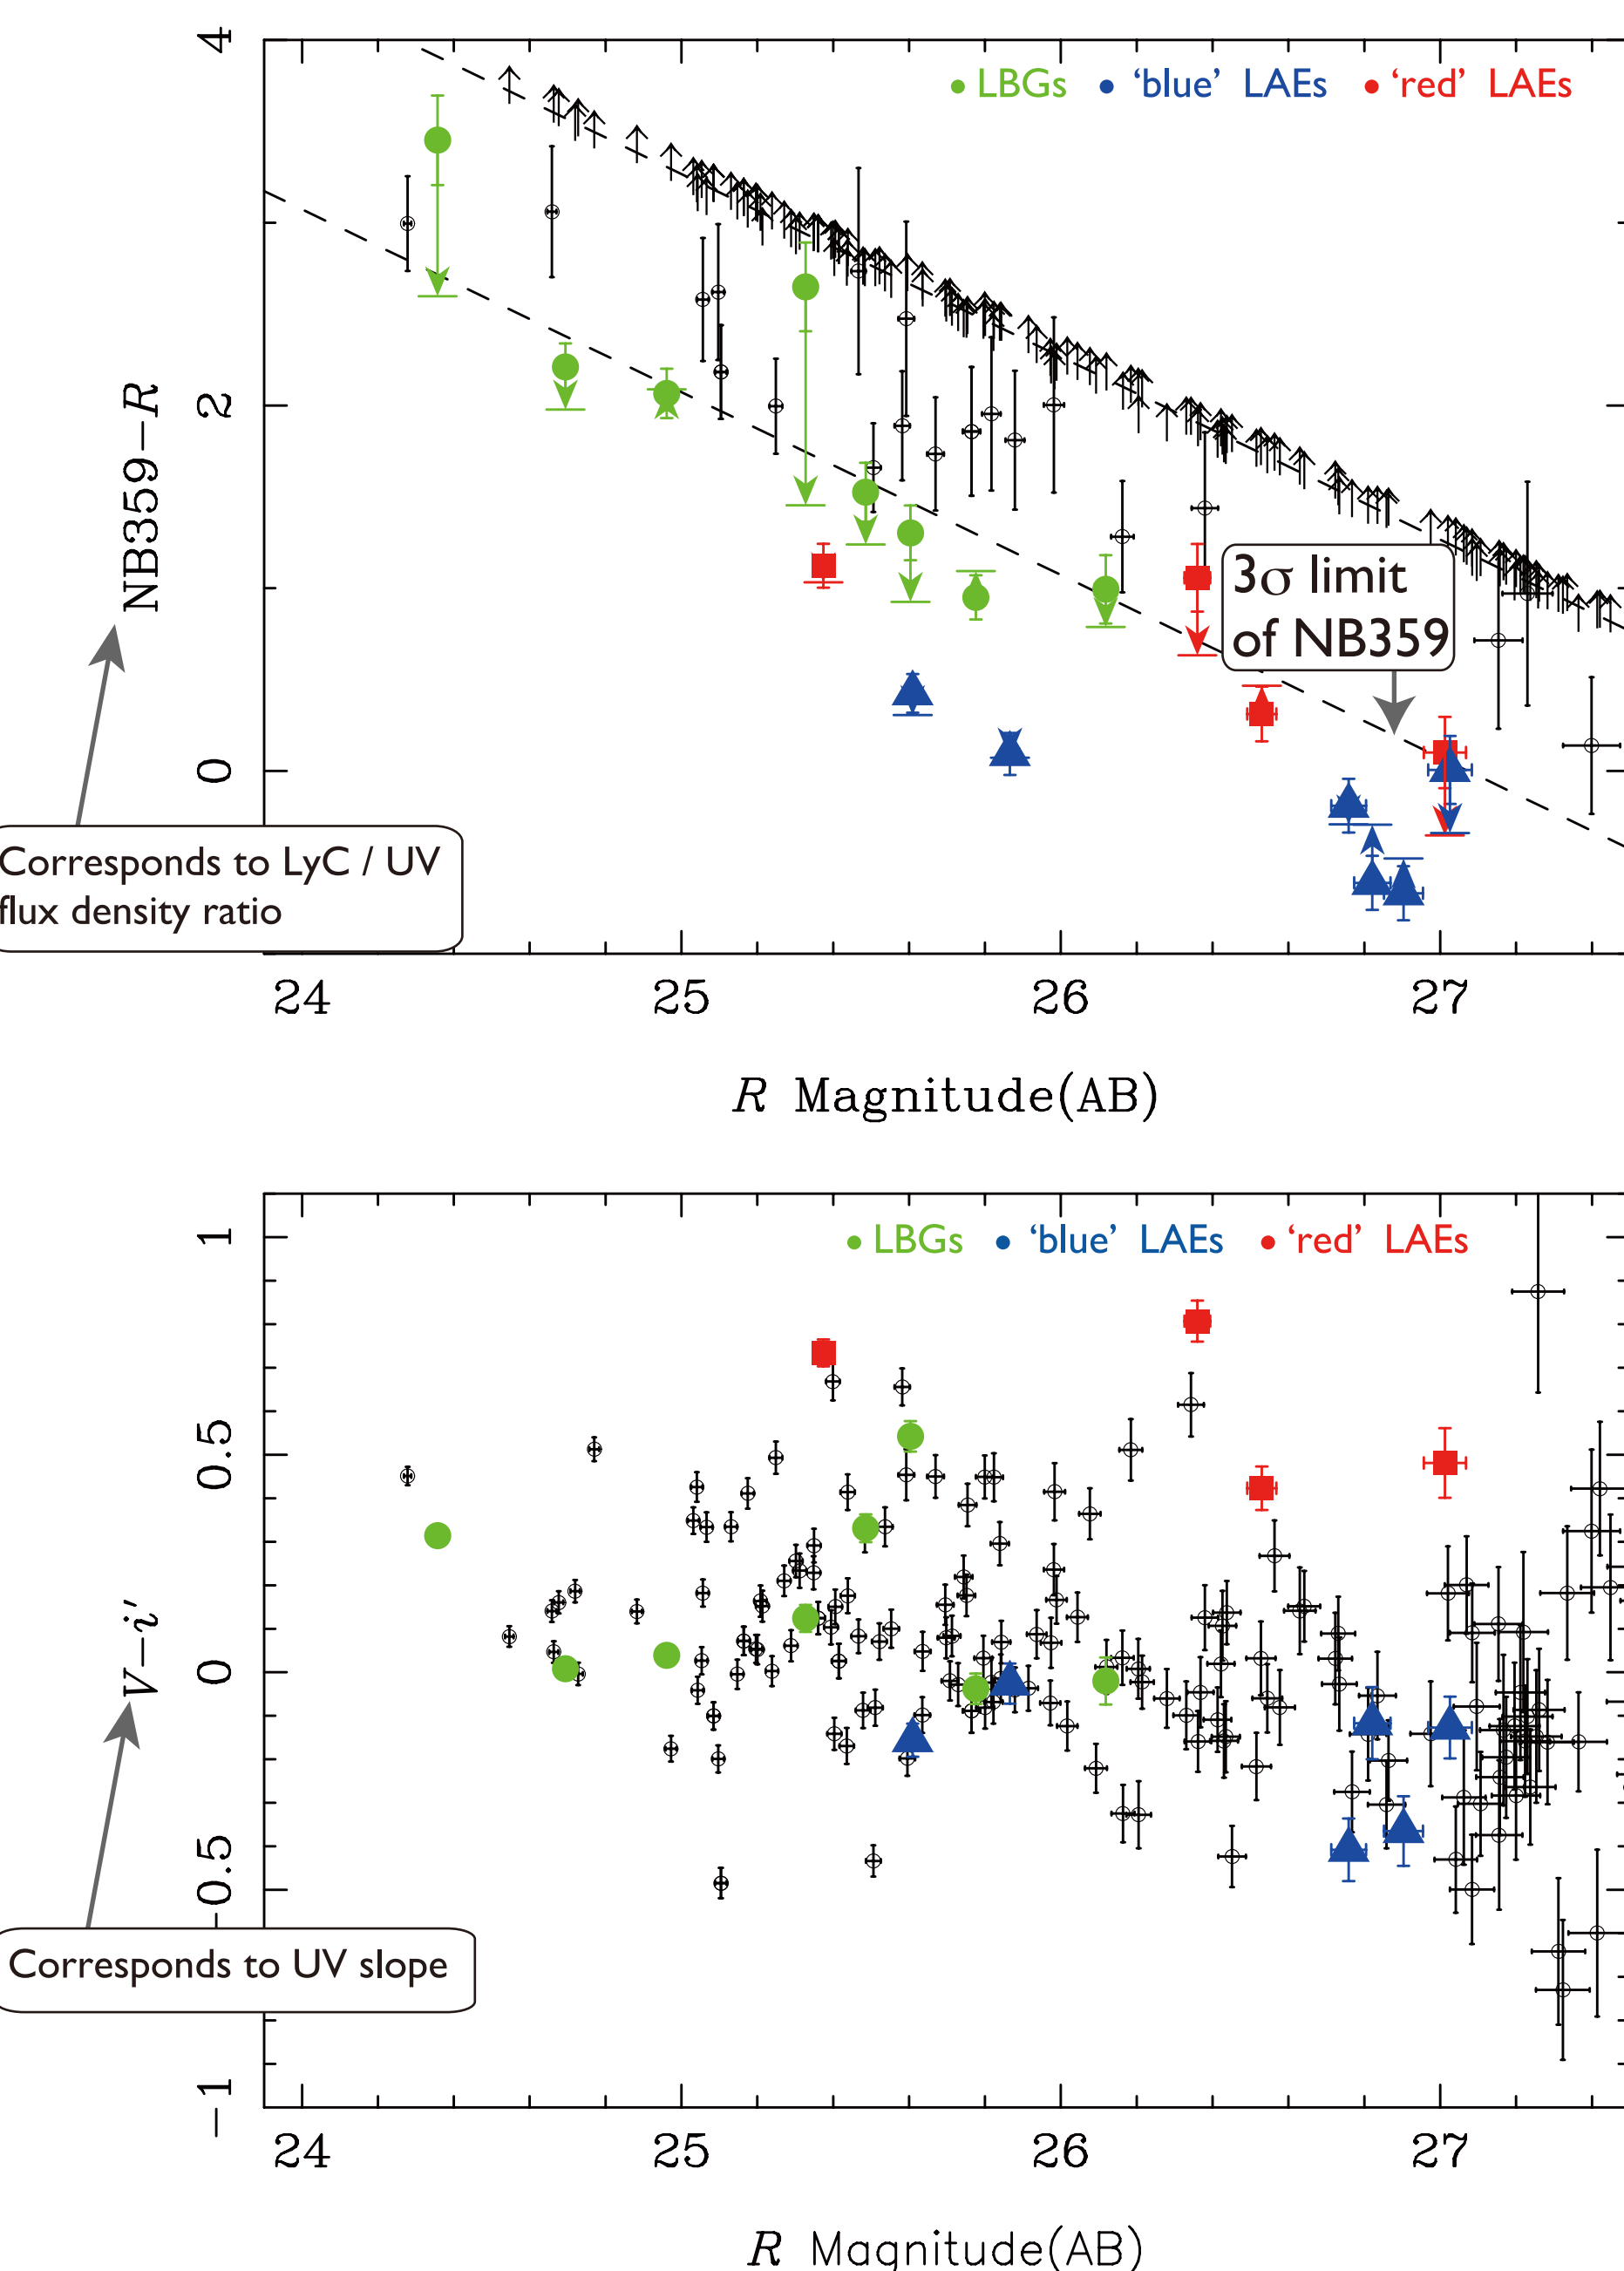 4
LBGs 'blue' LAEs 'red' LAEs
2
NB359−R
3σ limit
of NB359
0
Corresponds to LyC / UV
flux density ratio
24 25 26 27
R Magnitude(AB)
1
LBGs 'blue' LAEs 'red' LAEs
0.5
0
V−i′
−0.5
Corresponds to UV slope
−1
24 25 26 27
R Magnitude(AB)